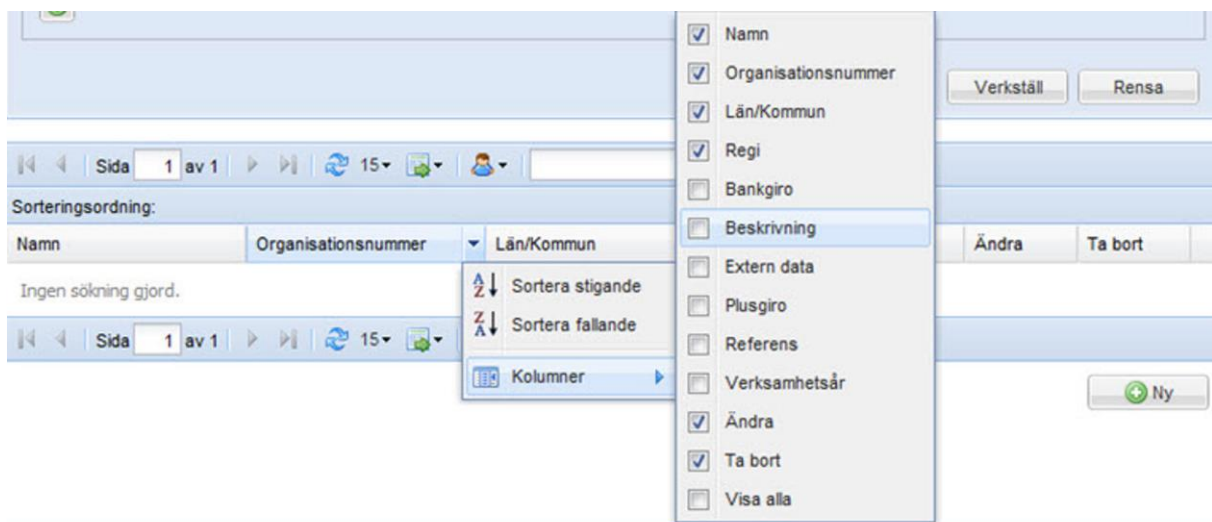 Verkställ
Rensa
Sida 1 av 1 15
Sorteringsordning:
Namn Organisationsnummer Län/Kommun Ändra Ta bort
Ingen sökning gjord.
Sida 1 av 1 15
Sortera stigande
Sortera fallande
Kolumner
Namn
Organisationsnummer
Län/Kommun
Regi
Bankgiro
Beskrivning
Extern data
Plusgiro
Referens
Verksamhetsår
Ändra
Ta bort
Visa alla
Ny